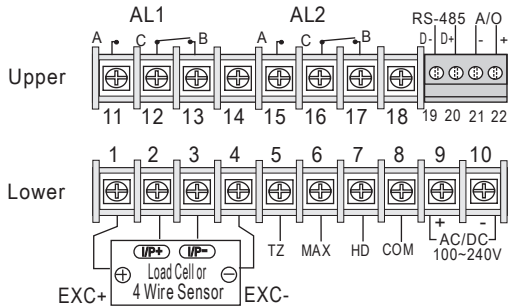 AL1 AL2 RS-485 A/O
A C B A C B D- D+ - +
Upper
11 12 13 14 15 16 17 18 19 20 21 22
1 2 3 4 5 6 7 8 9 10
Lower
+ -
I/P+ I/P- TZ MAX HD COM AC/DC
Load Cell or 100~240V
EXC+ 4 Wire Sensor EXC-